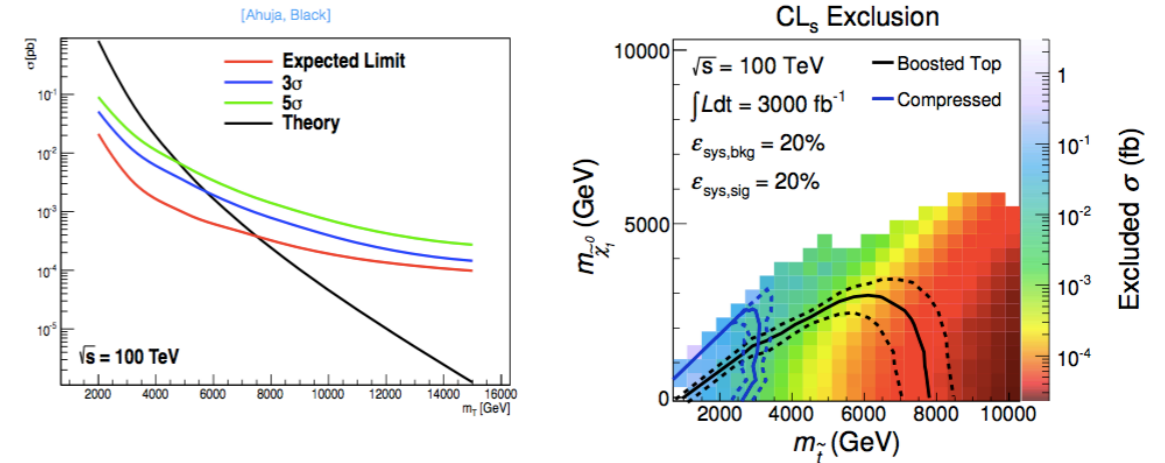 [Ahuja, Black]
σ[pb]
Expected Limit
3σ
5σ
Theory
10⁻¹
10⁻²
10⁻³
10⁻⁴
10⁻⁵
√s = 100 TeV
2000 4000 6000 8000 10000 12000 14000 16000
m_T [GeV]
CLₛ Exclusion
10000
5000
0
m_χ̃₁⁰ (GeV)
√s = 100 TeV
∫Ldt = 3000 fb⁻¹
ε_sys,bkg = 20%
ε_sys,sig = 20%
Boosted Top
Compressed
2000 4000 6000 8000 10000
m_t̃ (GeV)
1
10⁻¹
10⁻²
10⁻³
10⁻⁴
Excluded σ (fb)